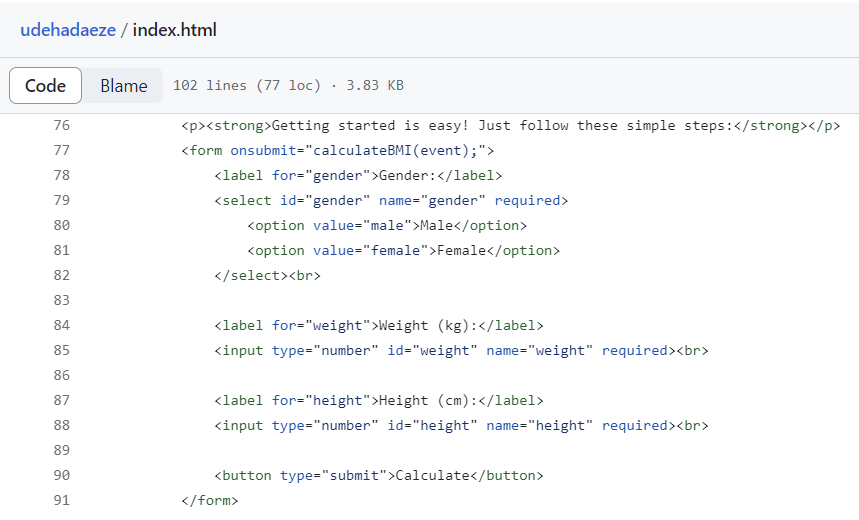 udehadaeze / index.html
Code Blame 102 lines (77 loc) · 3.83 KB
76 <p><strong>Getting started is easy! Just follow these simple steps:</strong></p>
77 <form onsubmit="calculateBMI(event);">
78 <label for="gender">Gender:</label>
79 <select id="gender" name="gender" required>
80 <option value="male">Male</option>
81 <option value="female">Female</option>
82 </select><br>
83
84 <label for="weight">Weight (kg):</label>
85 <input type="number" id="weight" name="weight" required><br>
86
87 <label for="height">Height (cm):</label>
88 <input type="number" id="height" name="height" required><br>
89
90 <button type="submit">Calculate</button>
91 </form>